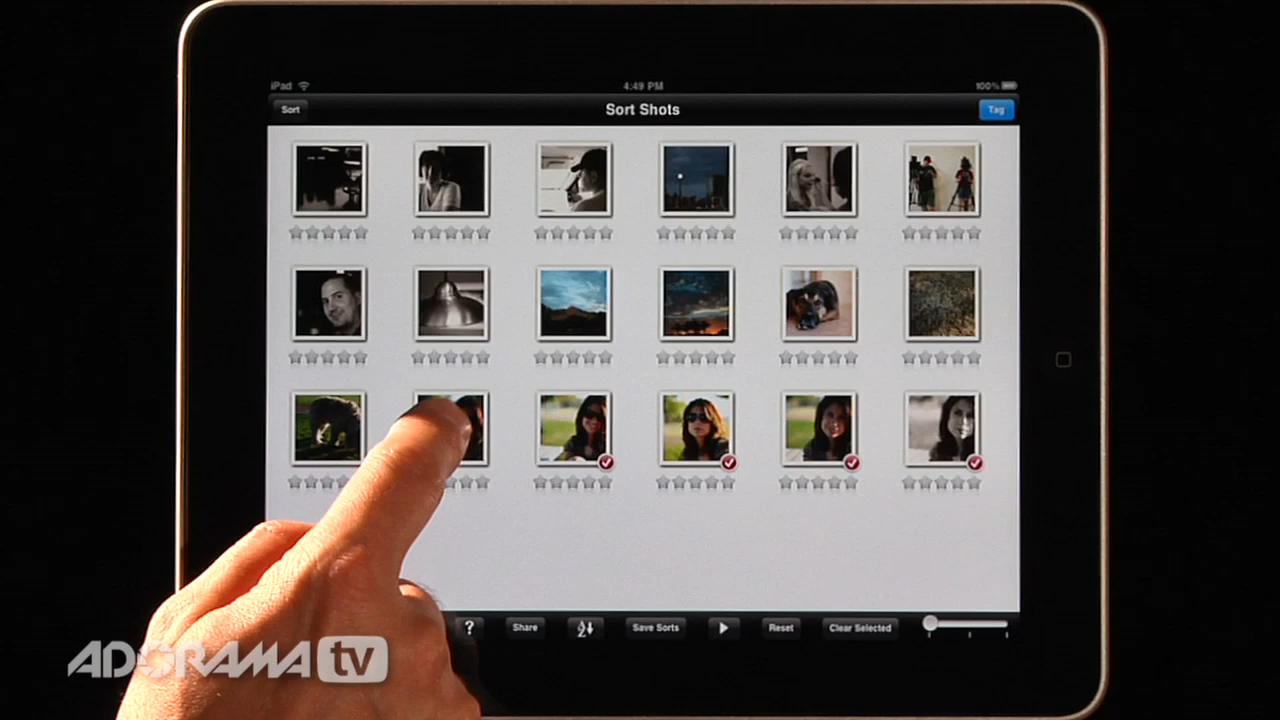 iPad 4:49 PM 100%
Sort Sort Shots Tag
? Share Save Sorts Reset Clear Selected
ADORAMA tv